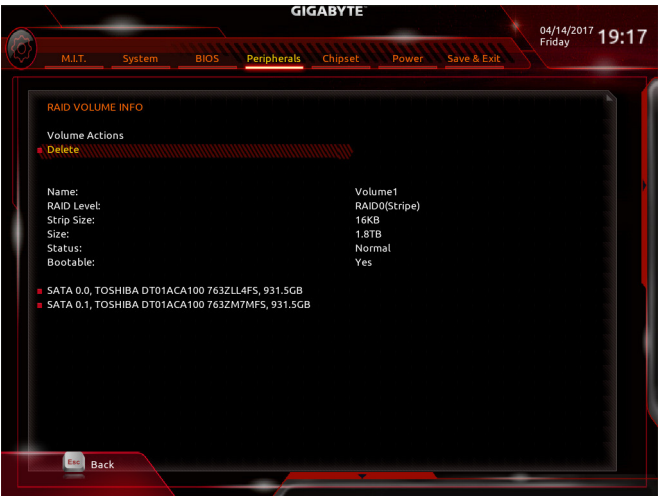 GIGABYTE™
04/14/2017 19:17
Friday
M.I.T. System BIOS Peripherals Chipset Power Save & Exit
RAID VOLUME INFO
Volume Actions
Delete
Name: Volume1
RAID Level: RAID0(Stripe)
Strip Size: 16KB
Size: 1.8TB
Status: Normal
Bootable: Yes
SATA 0.0, TOSHIBA DT01ACA100 763ZLL4FS, 931.5GB
SATA 0.1, TOSHIBA DT01ACA100 763ZM7MFS, 931.5GB
Esc Back